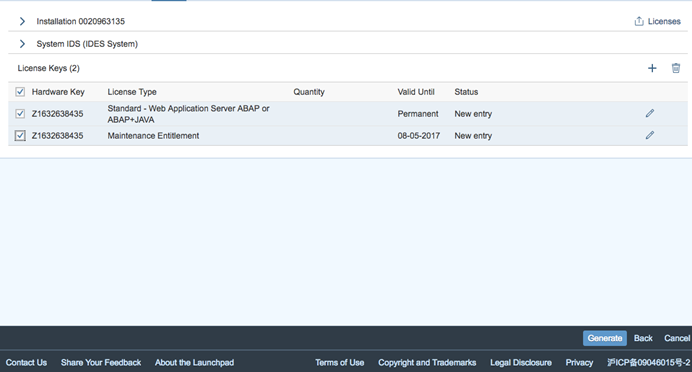 Installation 0020963135 Licenses
System IDS (IDES System)
License Keys (2)
Hardware Key License Type Quantity Valid Until Status
Z1632638435 Standard - Web Application Server ABAP or ABAP+JAVA Permanent New entry
Z1632638435 Maintenance Entitlement 08-05-2017 New entry
Generate Back Cancel
Contact Us Share Your Feedback About the Launchpad Terms of Use Copyright and Trademarks Legal Disclosure Privacy 沪ICP备09046015号-2